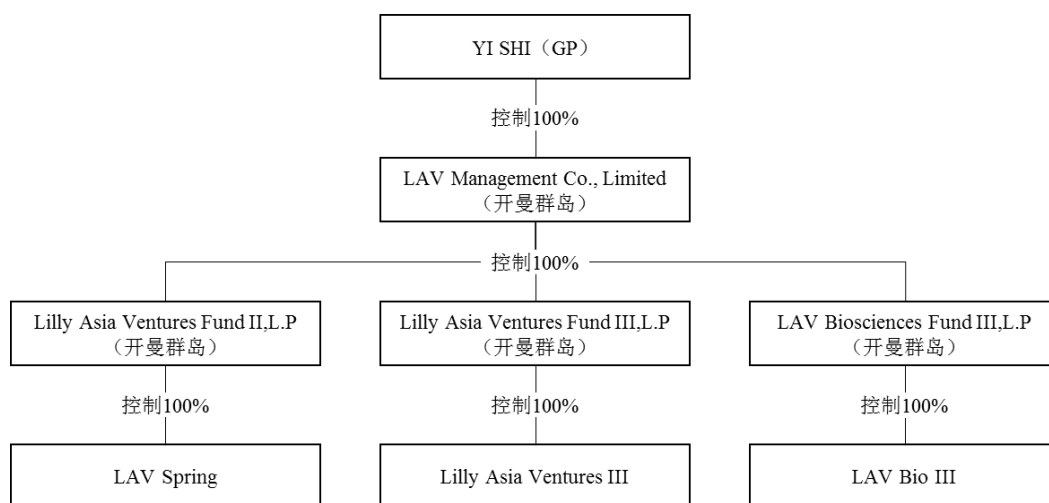 YI SHI（GP）
控制100%
LAV Management Co., Limited
（开曼群岛）
控制100%
Lilly Asia Ventures Fund II,L.P
（开曼群岛）
Lilly Asia Ventures Fund III,L.P
（开曼群岛）
LAV Biosciences Fund III,L.P
（开曼群岛）
控制100%
控制100%
控制100%
LAV Spring
Lilly Asia Ventures III
LAV Bio III